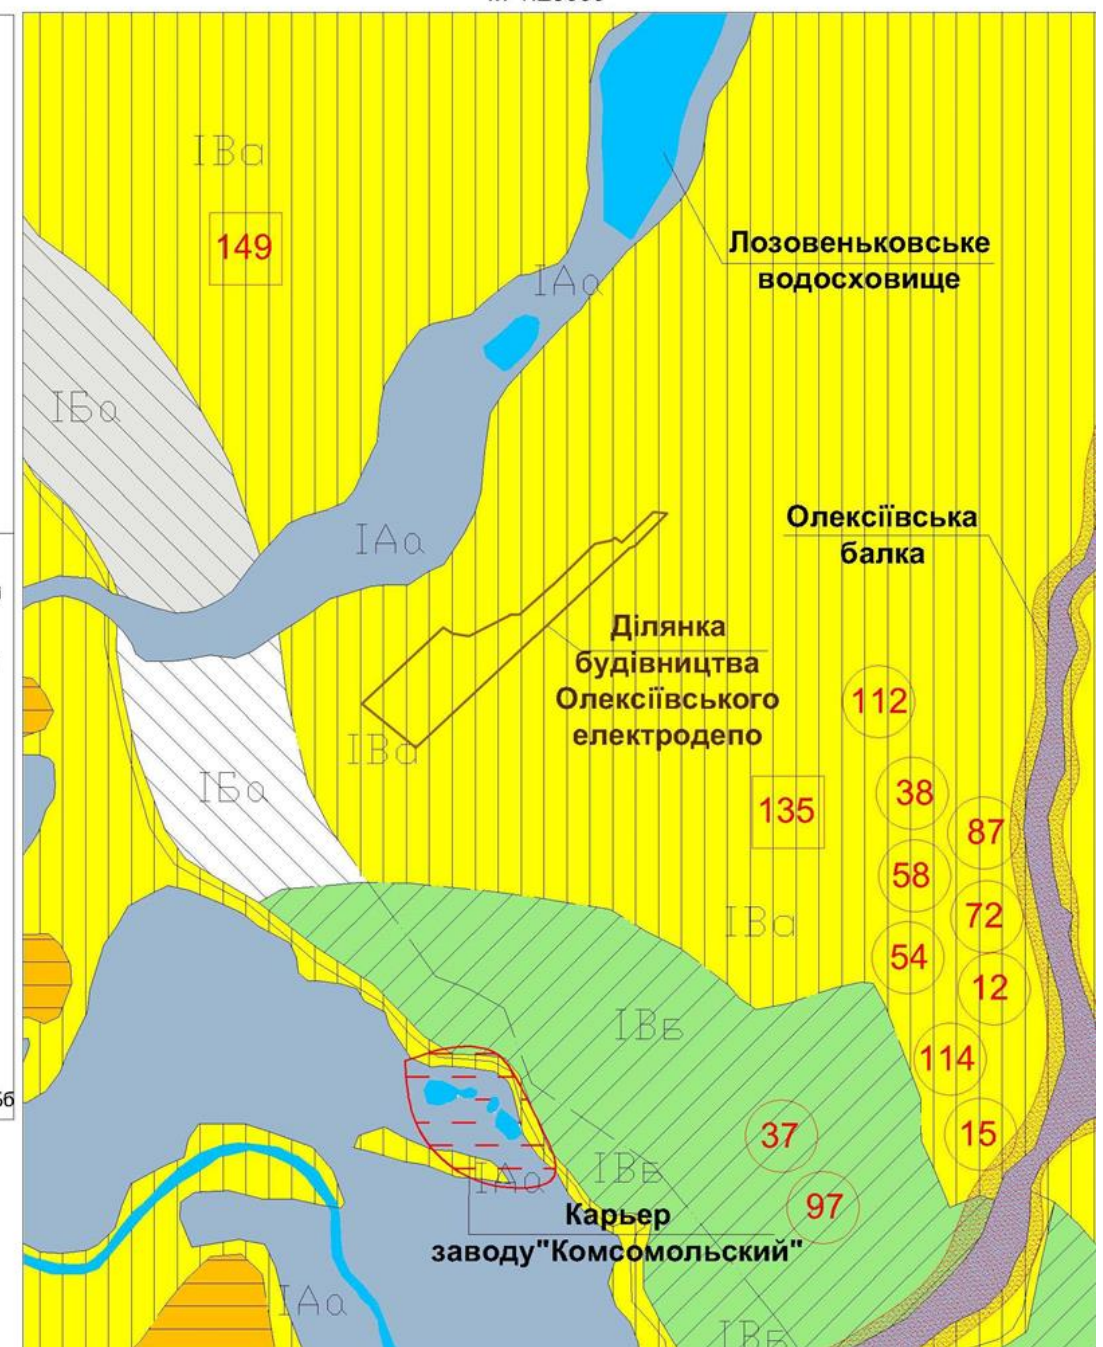 ІВа
149
Лозовеньковське
водосховище
ІАа
ІБа
Олексіївська
балка
ІАа
Ділянка
будівництва
Олексіївського
електродепо
112
ІВа
ІБа
38
135
87
58
72
ІВа
54
12
ІВБ
114
37
15
ІВБ
ІАа
97
Карьер
заводу"Комсомольский"
ІАа
ІВБ